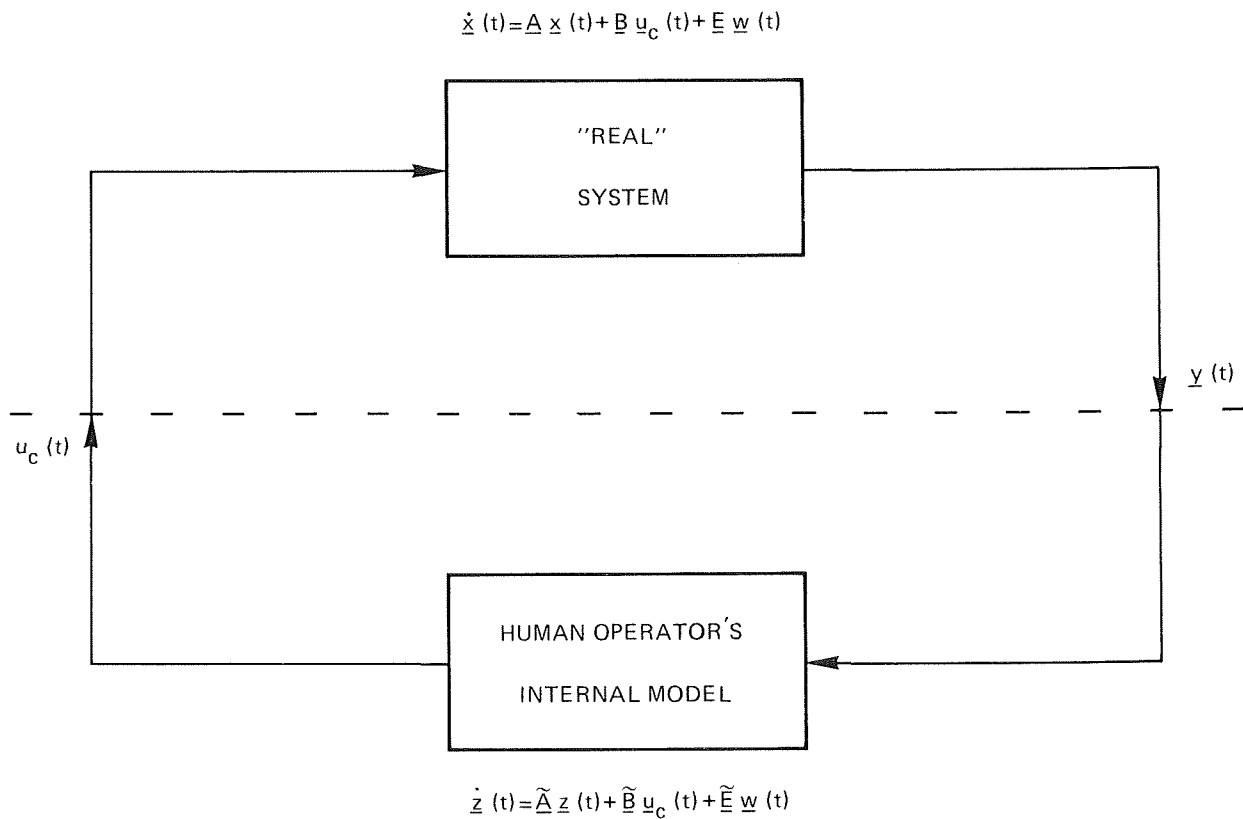 ẋ (t)=A x (t)+ B u_c (t)+ E w (t)
"REAL"
SYSTEM
y (t)
u_c (t)
HUMAN OPERATOR'S
INTERNAL MODEL
ż (t)=Ã z (t)+ B̃ u_c (t)+ Ẽ w (t)